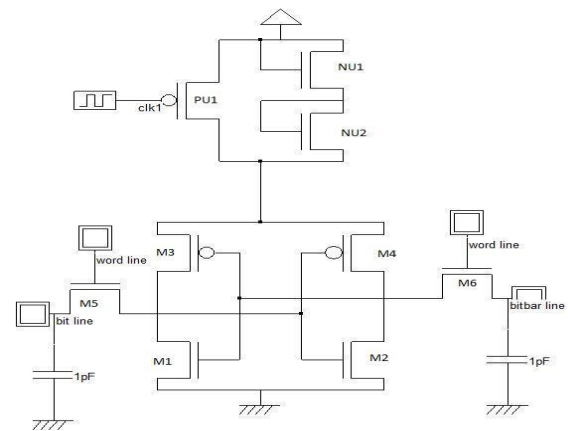 NU1
PU1
clk1
NU2
M3
M4
word line
word line
M5
M6
bit line
bitbar line
M1
M2
1pF
1pF